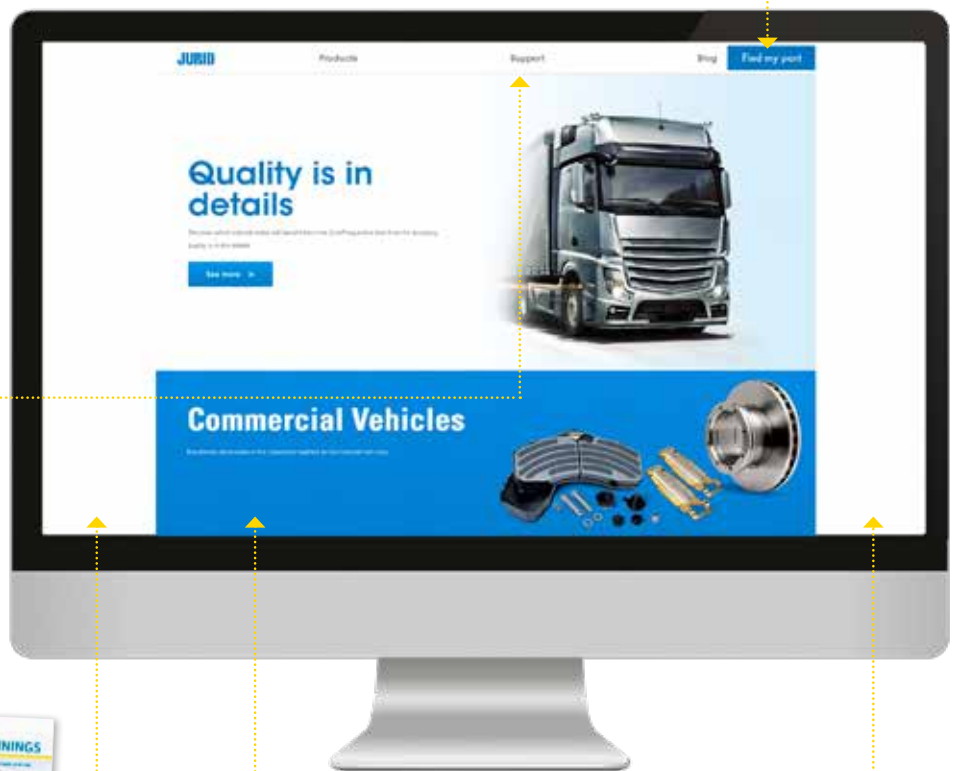 JURID
Products
Support
Blog
Find my part
Quality is in
details
See more
Commercial Vehicles
NINGS